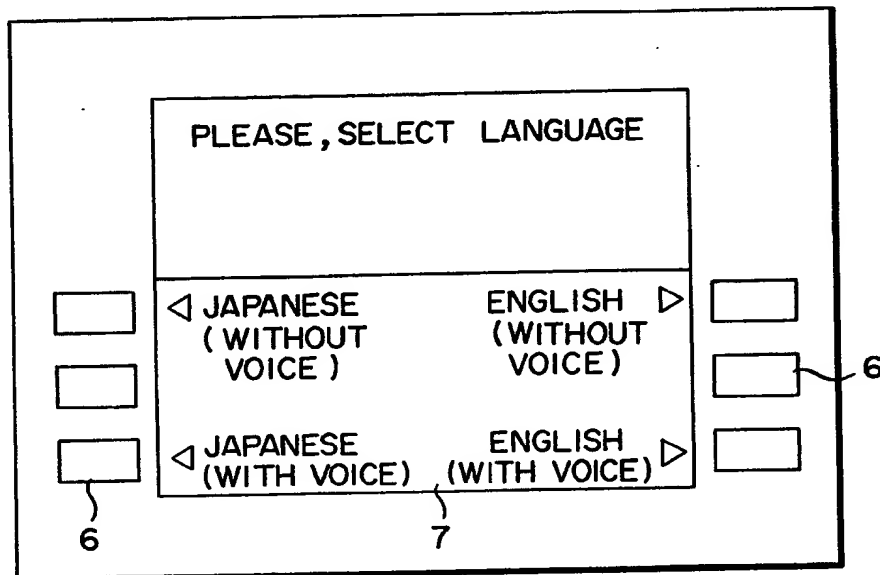 PLEASE, SELECT LANGUAGE
◁ JAPANESE
(WITHOUT
VOICE)
ENGLISH ▷
(WITHOUT
VOICE)
6
◁ JAPANESE
(WITH VOICE)
ENGLISH ▷
(WITH VOICE)
6
7